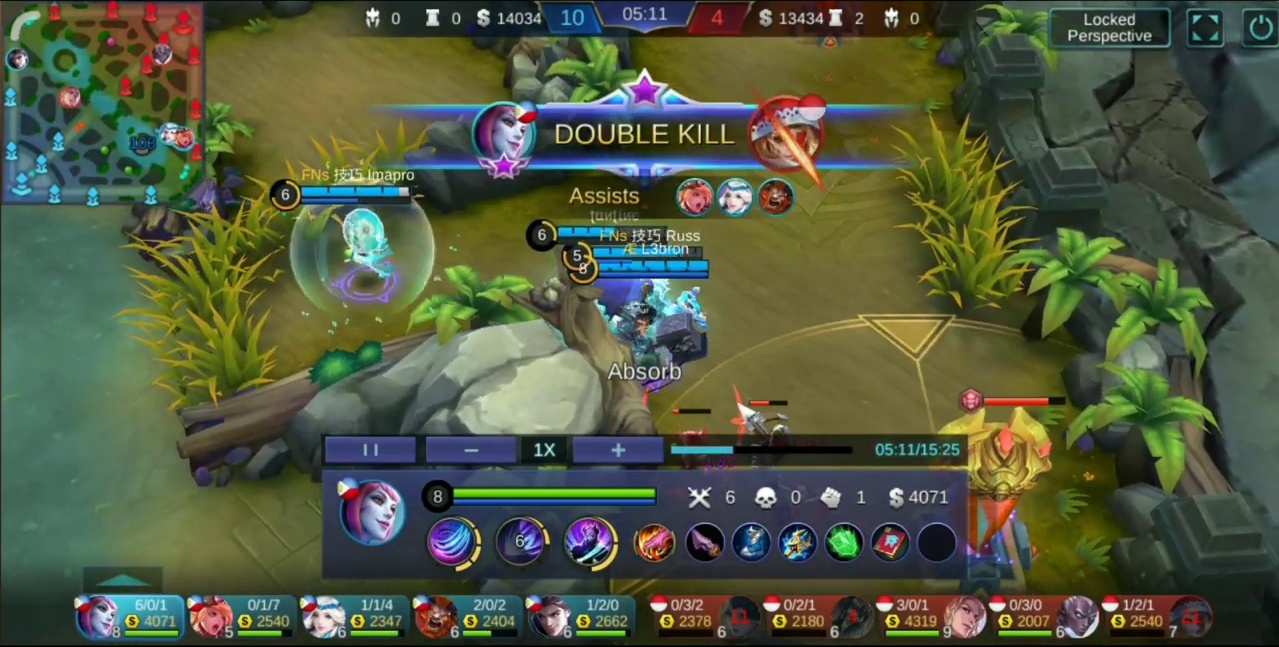 0 0 $ 14034 10 05:11 4 $ 13434 2 0
Locked
Perspective
DOUBLE KILL
108
FNs 技巧 Imapro
6
Assists
6
FNs 技巧 Russ
5
Æ L3bron
8
Absorb
1X
05:11/15:25
8
6 0 1 $ 4071
6
6/0/1 0/1/7 1/1/4 2/0/2 1/2/0 0/3/2 0/2/1 3/0/1 0/3/0 1/2/1
4071 2540 2347 2404 2662 2378 2180 4319 2007 2540
8 5 6 6 6 6 11 6 9 6 7